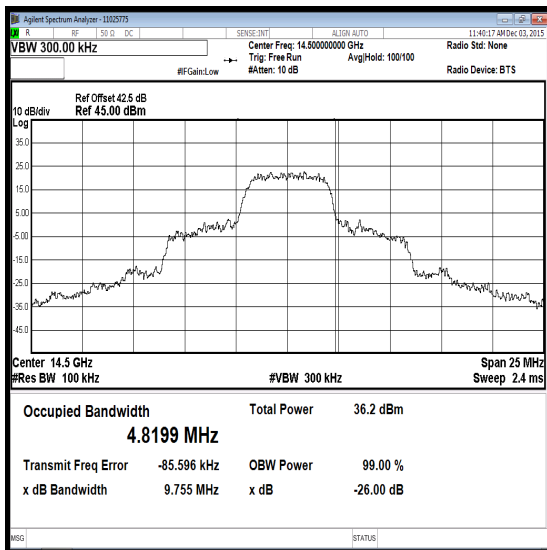 Agilent Spectrum Analyzer - 11025775
LXI R RF 50 Ω DC SENSE:INT ALIGN AUTO 11:40:17 AM Dec 03, 2015
VBW 300.00 kHz
Center Freq: 14.500000000 GHz Radio Std: None
Trig: Free Run Avg|Hold: 100/100
#IFGain:Low #Atten: 10 dB Radio Device: BTS
Ref Offset 42.5 dB
10 dB/div Ref 45.00 dBm
Log
35.0
25.0
15.0
5.00
-5.00
-15.0
-25.0
-35.0
-45.0
Center 14.5 GHz Span 25 MHz
#Res BW 100 kHz #VBW 300 kHz Sweep 2.4 ms
Occupied Bandwidth Total Power 36.2 dBm
4.8199 MHz
Transmit Freq Error -85.596 kHz OBW Power 99.00 %
x dB Bandwidth 9.755 MHz x dB -26.00 dB
MSG STATUS